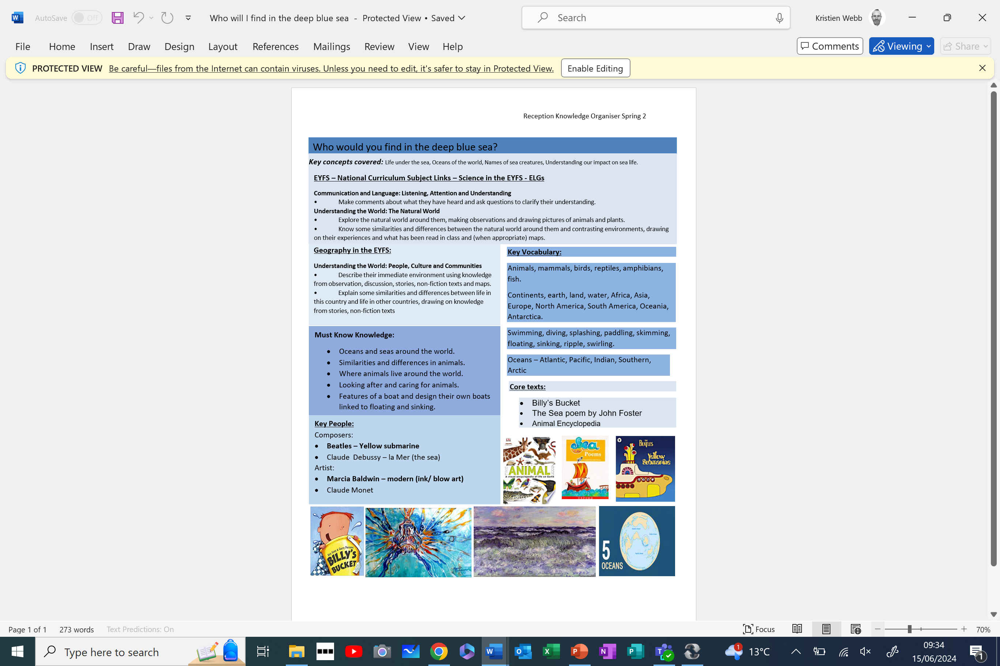 AutoSave Off Who will I find in the deep blue sea - Protected View • Saved Search Kristien Webb
File Home Insert Draw Design Layout References Mailings Review View Help Comments Viewing Share
PROTECTED VIEW Be careful—files from the Internet can contain viruses. Unless you need to edit, it's safer to stay in Protected View. Enable Editing
Reception Knowledge Organiser Spring 2
Who would you find in the deep blue sea?
Key concepts covered: Life under the sea, Oceans of the world, Names of sea creatures, Understanding our impact on sea life.
EYFS – National Curriculum Subject Links – Science in the EYFS - ELGs
Communication and Language: Listening, Attention and Understanding
• Make comments about what they have heard and ask questions to clarify their understanding.
Understanding the World: The Natural World
• Explore the natural world around them, making observations and drawing pictures of animals and plants.
• Know some similarities and differences between the natural world around them and contrasting environments, drawing
on their experiences and what has been read in class and (when appropriate) maps.
Geography in the EYFS:
Understanding the World: People, Culture and Communities
• Describe their immediate environment using knowledge
from observation, discussion, stories, non-fiction texts and maps.
• Explain some similarities and differences between life in
this country and life in other countries, drawing on knowledge
from stories, non-fiction texts
Must Know Knowledge:
• Oceans and seas around the world.
• Similarities and differences in animals.
• Where animals live around the world.
• Looking after and caring for animals.
• Features of a boat and design their own boats
linked to floating and sinking.
Key People:
Composers:
• Beatles – Yellow submarine
• Claude Debussy – la Mer (the sea)
Artist:
• Marcia Baldwin – modern (ink/ blow art)
• Claude Monet
Key Vocabulary:
Animals, mammals, birds, reptiles, amphibians,
fish.
Continents, earth, land, water, Africa, Asia,
Europe, North America, South America, Oceania,
Antarctica.
Swimming, diving, splashing, paddling, skimming,
floating, sinking, ripple, swirling.
Oceans – Atlantic, Pacific, Indian, Southern,
Arctic
Core texts:
• Billy's Bucket
• The Sea poem by John Foster
• Animal Encyclopedia
DK
THE ANIMAL BOOK
A visual encyclopedia of life on Earth
Sea
Poems
OXFORD
THE
BEATLES
Yellow
Submarine
Kes Gray & Garry Parsons
BILLY'S
BUCKET
5
OCEANS
Page 1 of 1 273 words Text Predictions: On Focus 70%
Type here to search 1 13°C 09:34
15/06/2024 1